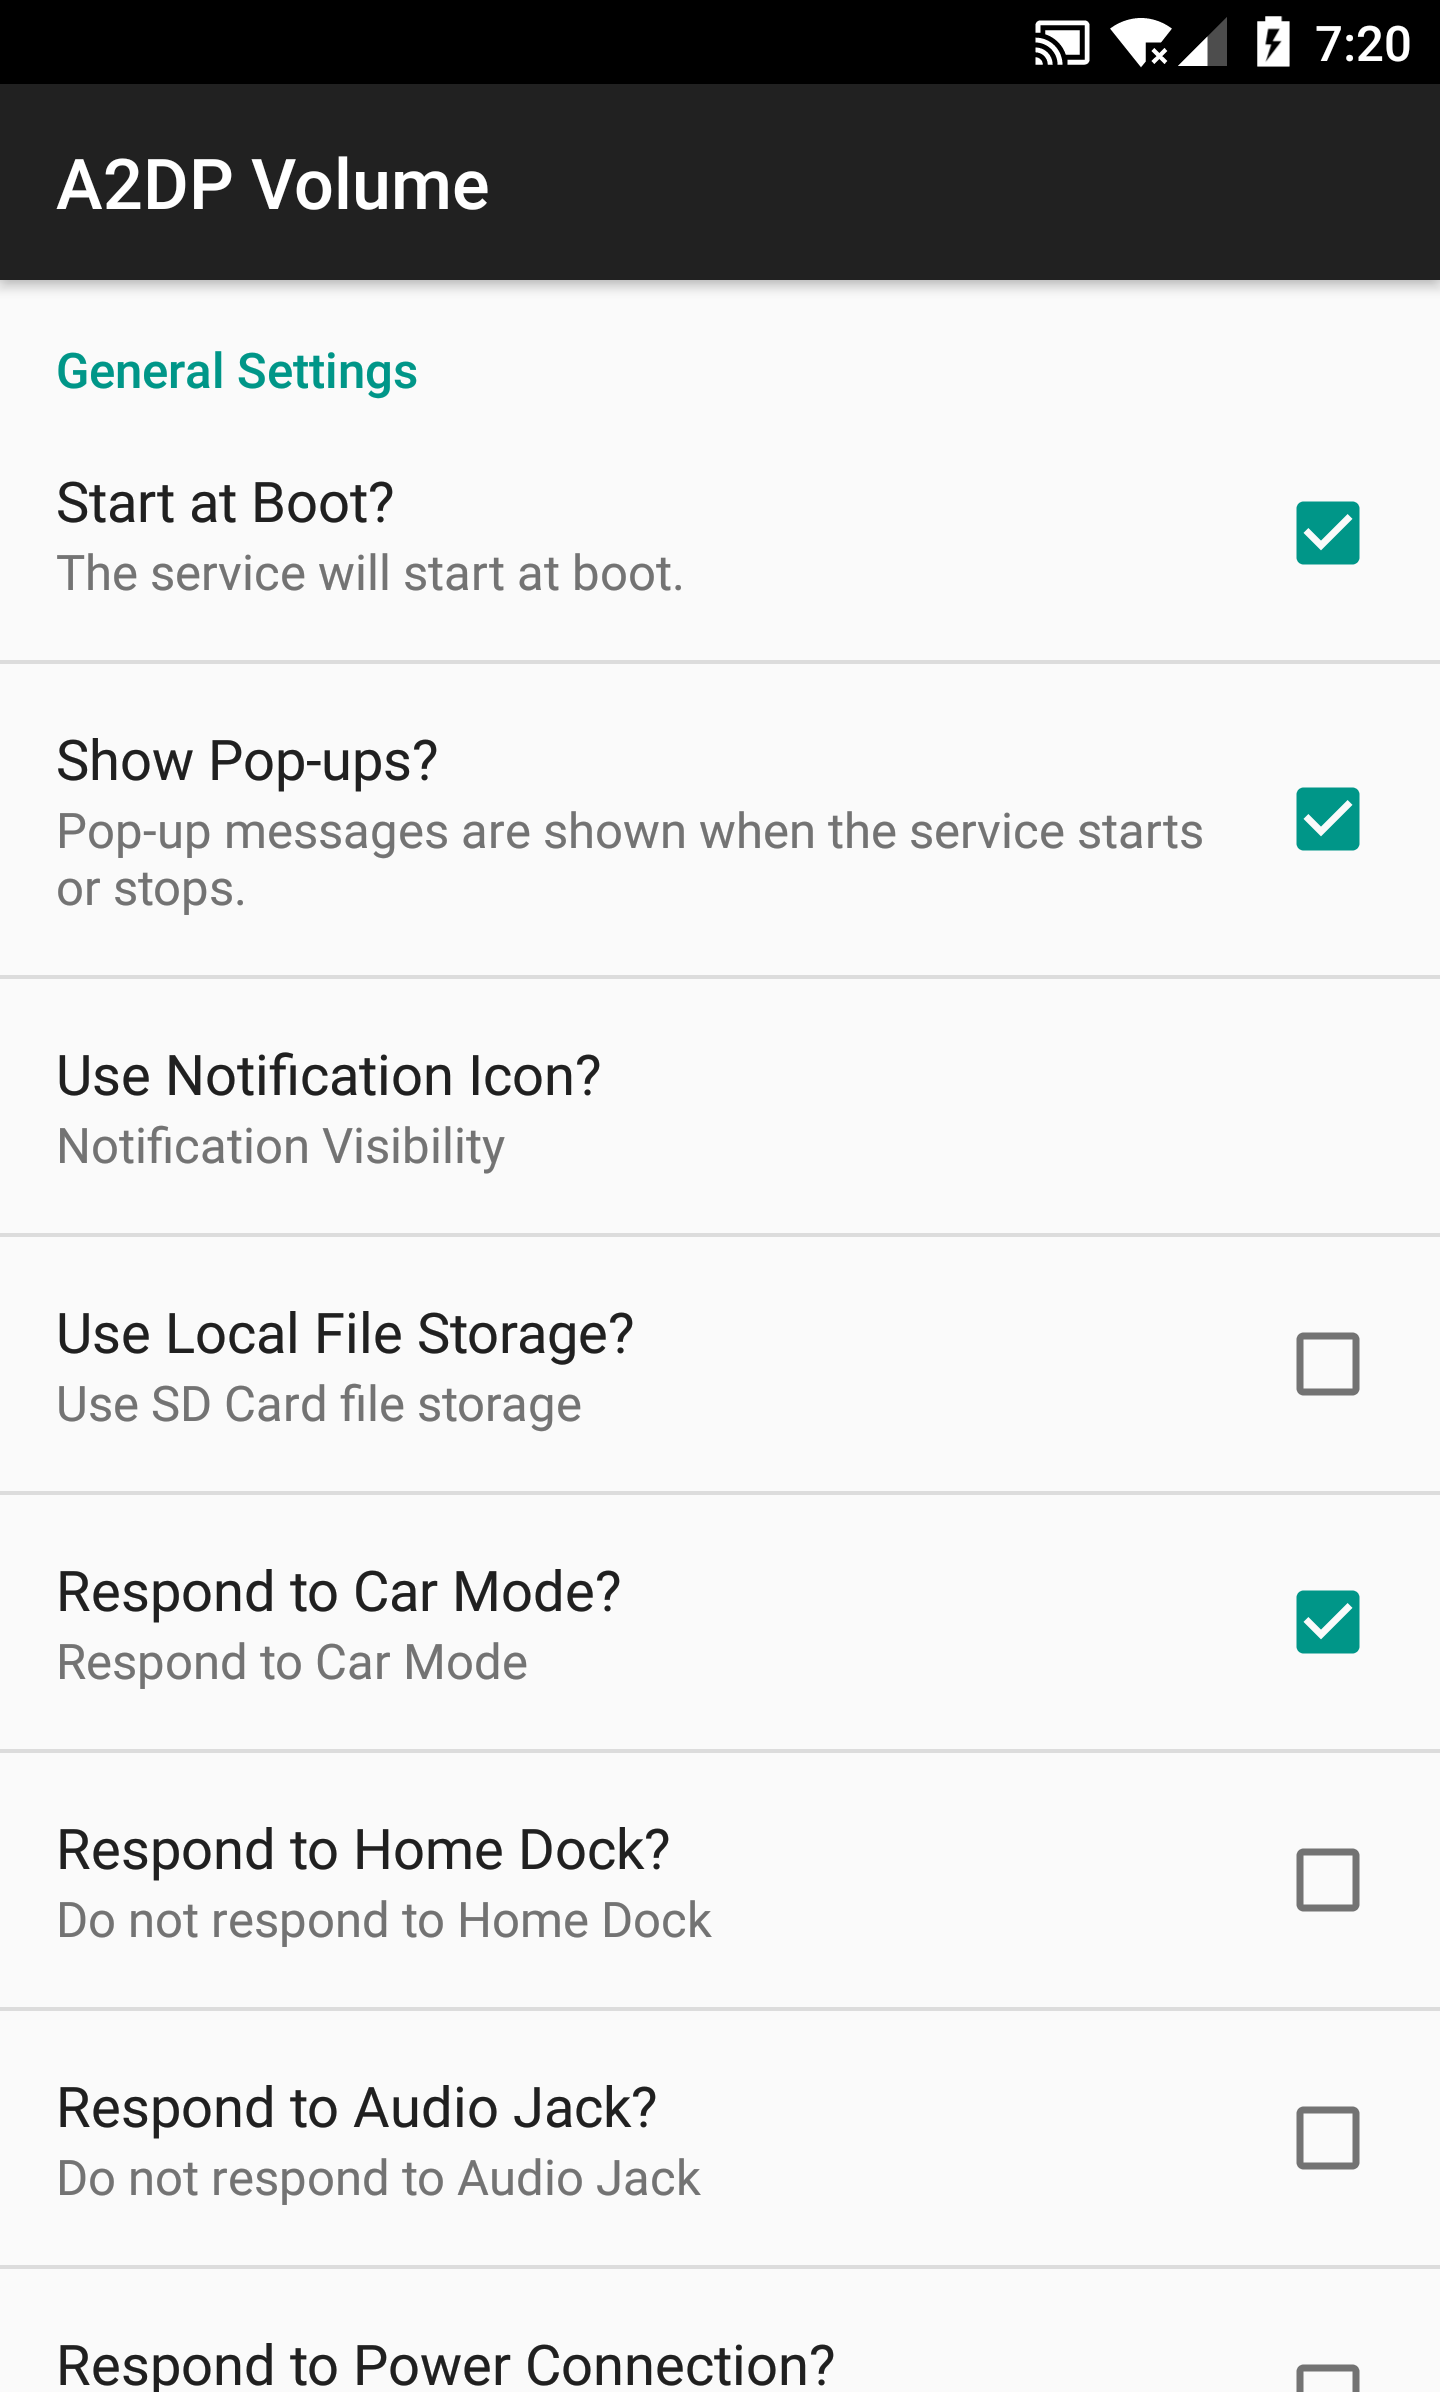 7:20
A2DP Volume
General Settings
Start at Boot?
The service will start at boot.
Show Pop-ups?
Pop-up messages are shown when the service starts
or stops.
Use Notification Icon?
Notification Visibility
Use Local File Storage?
Use SD Card file storage
Respond to Car Mode?
Respond to Car Mode
Respond to Home Dock?
Do not respond to Home Dock
Respond to Audio Jack?
Do not respond to Audio Jack
Respond to Power Connection?